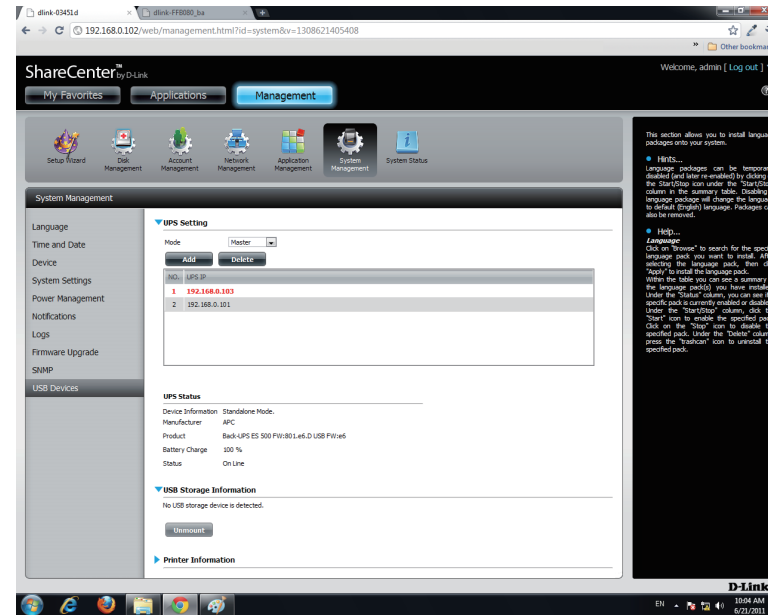 dlink-03451d
dlink-FF8080_ba
192.168.0.102/web/management.html?id=system&v=1308621405408
Other bookmar
ShareCenter™ by D-Link
Welcome, admin [ Log out ]
My Favorites
Applications
Management
Setup Wizard
Disk Management
Account Management
Network Management
Application Management
System Management
System Status
System Management
Language
Time and Date
Device
System Settings
Power Management
Notifications
Logs
Firmware Upgrade
SNMP
USB Devices
UPS Setting
Mode Master
Add Delete
NO. UPS IP
1 192.168.0.103
2 192.168.0.101
UPS Status
Device Information Standalone Mode.
Manufacturer APC
Product Back-UPS ES 500 FW:801.e6.D USB FW:e6
Battery Charge 100 %
Status On Line
USB Storage Information
No USB storage device is detected.
Unmount
Printer Information
This section allows you to install langua
packages onto your system.
Hints...
Language packages can be temporar
disabled (and later re-enabled) by clicking
the Start/Stop icon under the "Start/Sto
column in the summary table. Disabling
language package will change the langua
to default (English) language. Packages c
also be removed.
Help...
Language
Click on "Browse" to search for the speci
language pack you want to install. Aft
selecting the language pack, then cl
"Apply" to install the language pack.
Within the table you can see a summary
the language pack(s) you have installe
Under the "Status" column, you can see if
specific pack is currently enabled or disable
Under the "Start/Stop" column, click t
"Start" icon to enable the specified pac
Click on the "Stop" icon to disable t
specified pack. Under the "Delete" colum
press the "trashcan" icon to uninstall t
specified pack.
D-Link
EN
10:04 AM
6/21/2011